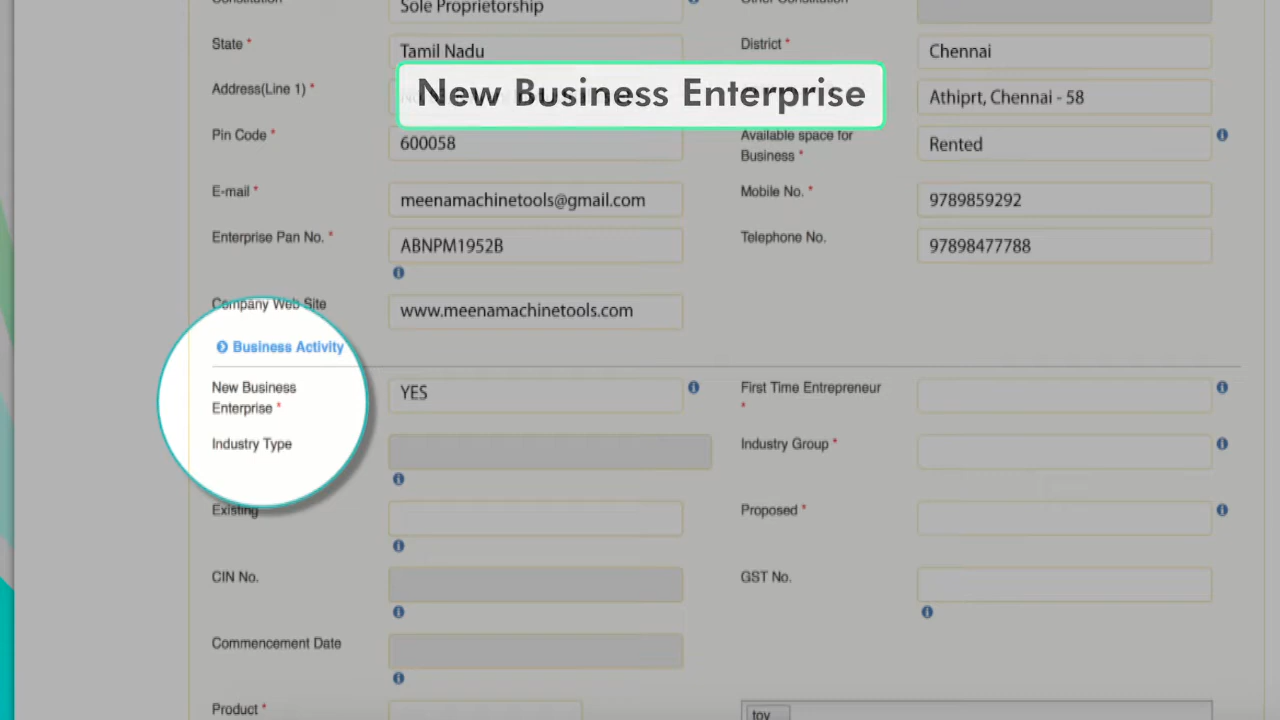 Constitution
Sole Proprietorship
Other Constitution
State *
Tamil Nadu
District *
Chennai
Address(Line 1) *
New Business Enterprise
Athiprt, Chennai - 58
Pin Code *
600058
Available space for
Business *
Rented
E-mail *
meenamachinetools@gmail.com
Mobile No. *
9789859292
Enterprise Pan No. *
ABNPM1952B
Telephone No.
97898477788
Company Web Site
www.meenamachinetools.com
Business Activity
New Business
Enterprise *
YES
First Time Entrepreneur
*
Industry Type
Industry Group *
Existing
Proposed *
CIN No.
GST No.
Commencement Date
Product *
toy